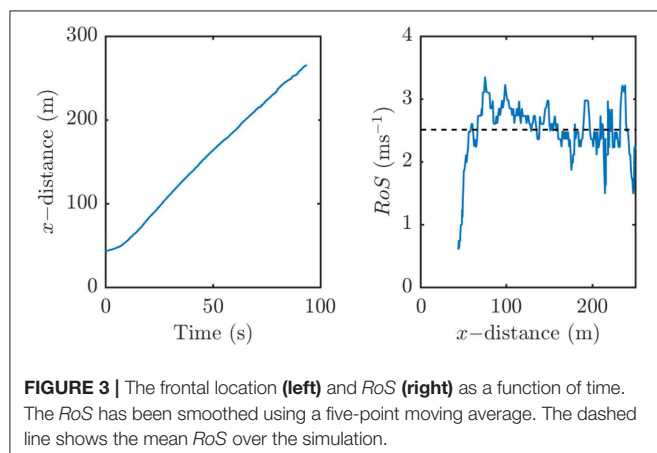 300
200
100
0
x−distance (m)
0 50 100
Time (s)
4
3
2
1
0
RoS (ms⁻¹)
0 100 200
x−distance (m)
FIGURE 3 | The frontal location (left) and RoS (right) as a function of time.
The RoS has been smoothed using a five-point moving average. The dashed
line shows the mean RoS over the simulation.